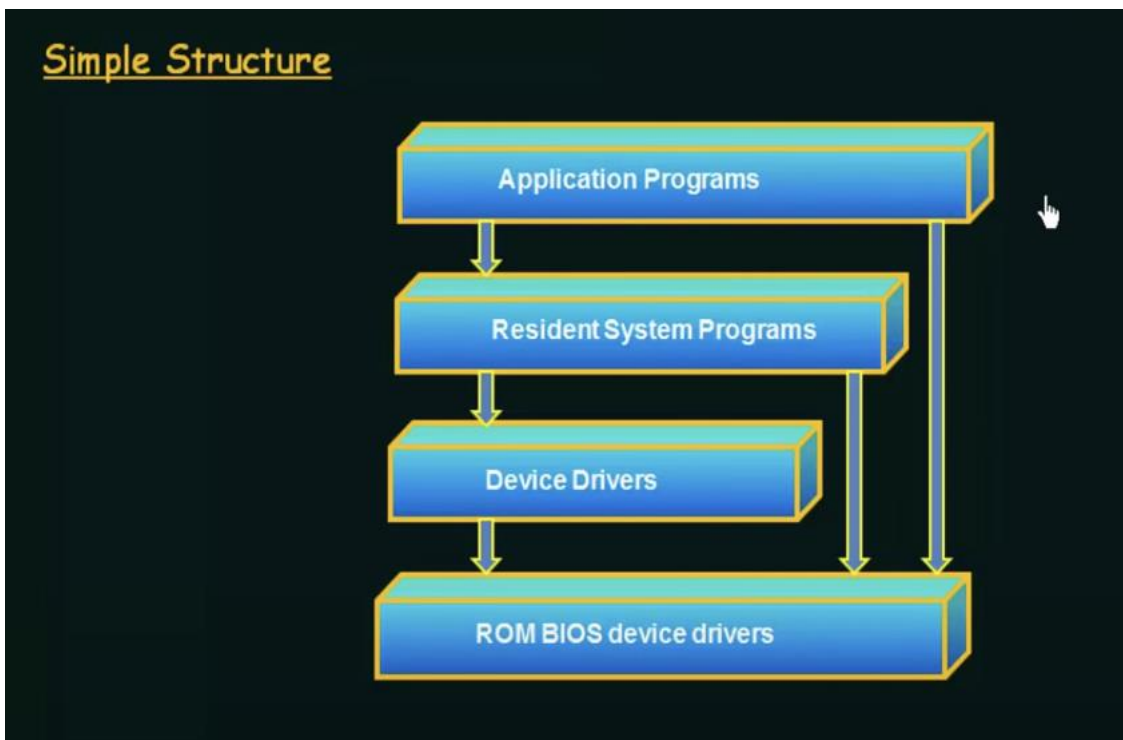 Simple Structure
Application Programs
Resident System Programs
Device Drivers
ROM BIOS device drivers